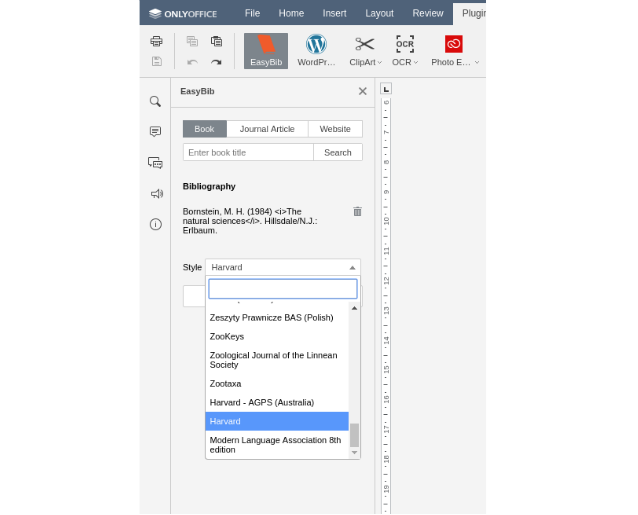 ONLYOFFICE File Home Insert Layout Review Plugin
EasyBib WordPr… ClipArt OCR OCR Photo E…
EasyBib
Book Journal Article Website
Enter book title Search
Bibliography
Bornstein, M. H. (1984) <i>The
natural sciences</i>. Hillsdale/N.J.:
Erlbaum.
Style Harvard
Zeszyty Prawnicze BAS (Polish)
ZooKeys
Zoological Journal of the Linnean
Society
Zootaxa
Harvard - AGPS (Australia)
Harvard
Modern Language Association 8th
edition
6
7
8
9
10
11
12
13
14
15
16
17
18
19